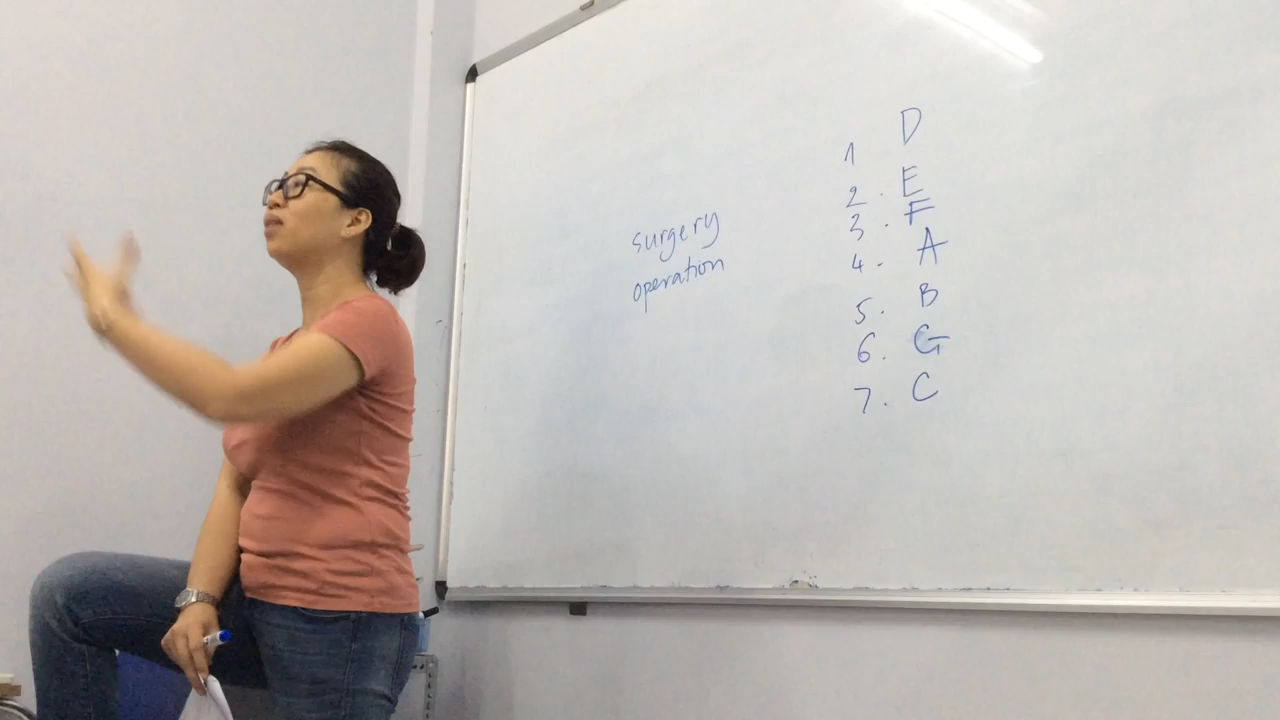 surgery
operation
1 D
2. E
3. F
4. A
5. B
6. G
7. C